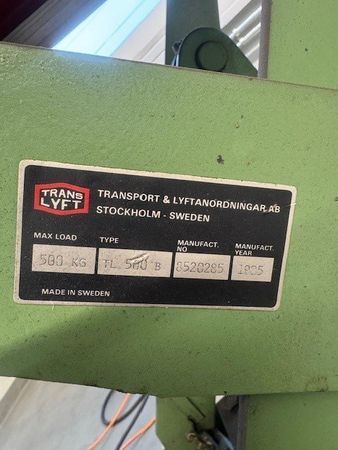 TRANS
LYFT
TRANSPORT & LYFTANORDNINGAR AB
STOCKHOLM - SWEDEN
MAX LOAD
TYPE
MANUFACT. NO
MANUFACT. YEAR
500 KG
TL 500 B
8520285
1985
MADE IN SWEDEN